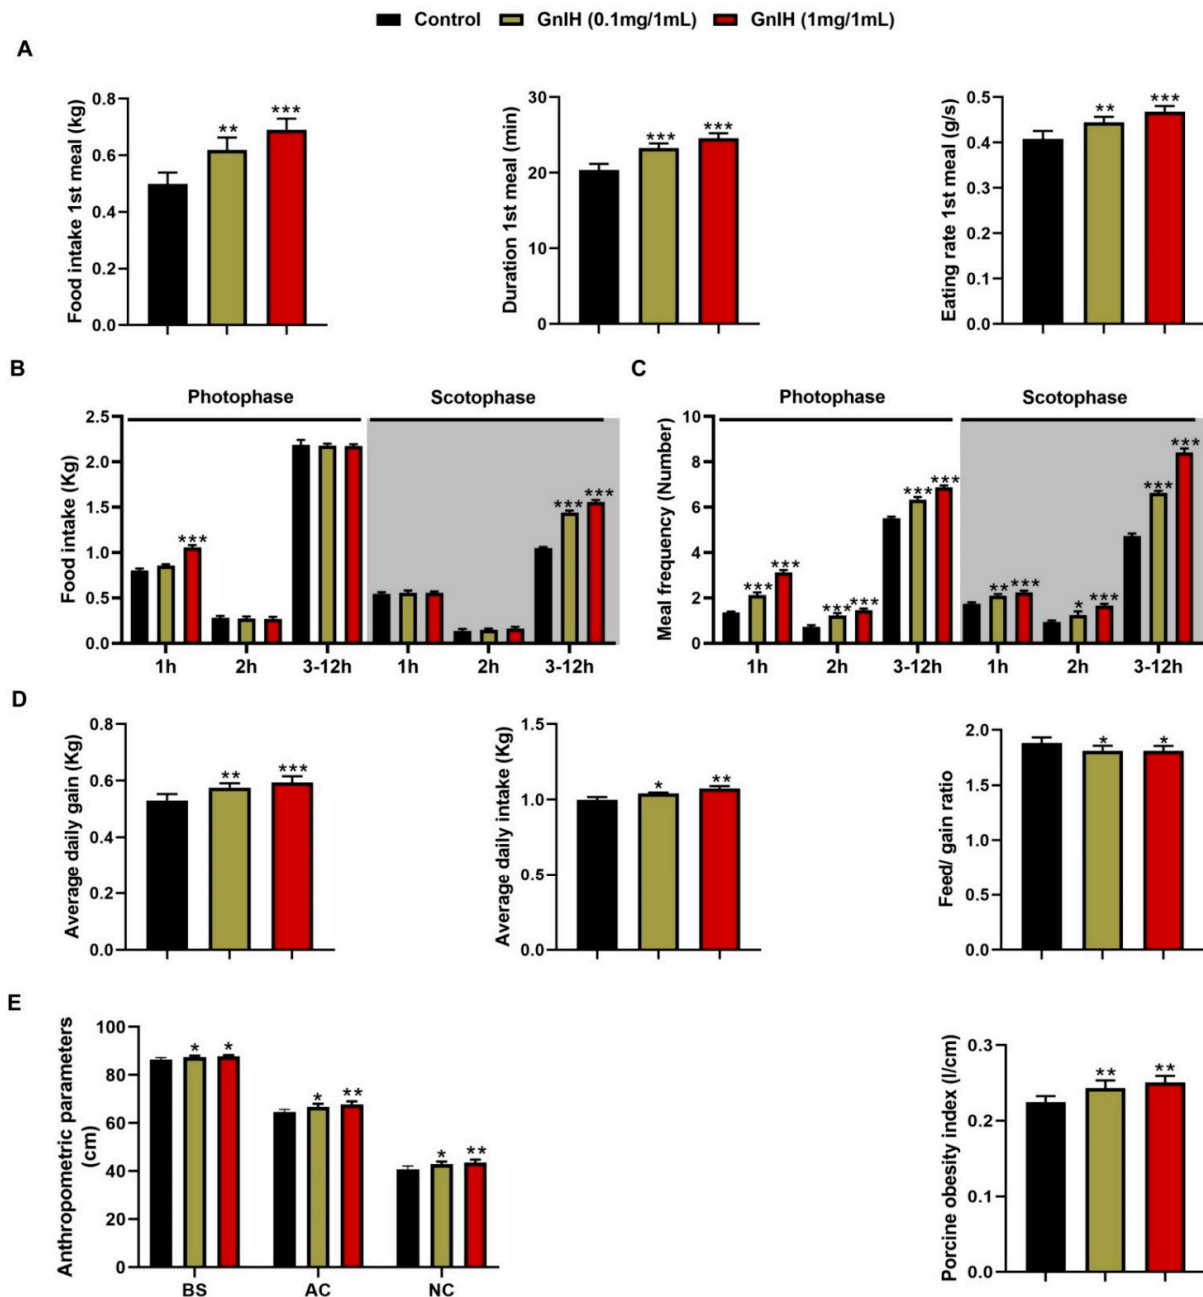 Control GnIH (0.1mg/1mL) GnIH (1mg/1mL)
A
Food intake 1st meal (kg)
0.8
0.6
0.4
0.2
0.0
** ***
Duration 1st meal (min)
30
20
10
0
*** ***
Eating rate 1st meal (g/s)
0.5
0.4
0.3
0.2
0.1
0.0
** ***
B
Photophase Scotophase
Food intake (Kg)
2.5
2.0
1.5
1.0
0.5
0.0
*** *** ***
1h 2h 3-12h 1h 2h 3-12h
C
Photophase Scotophase
Meal frequency (Number)
10
8
6
4
2
0
*** *** *** *** *** *** ** *** * *** *** ***
1h 2h 3-12h 1h 2h 3-12h
D
Average daily gain (Kg)
0.8
0.6
0.4
0.2
0.0
** ***
Average daily intake (Kg)
1.5
1.0
0.5
0.0
* **
Feed/ gain ratio
2.0
1.5
1.0
0.5
0.0
* *
E
Anthropometric parameters
(cm)
100
80
60
40
20
0
* * * ** * **
BS AC NC
Porcine obesity index (l/cm)
0.3
0.2
0.1
0.0
** **